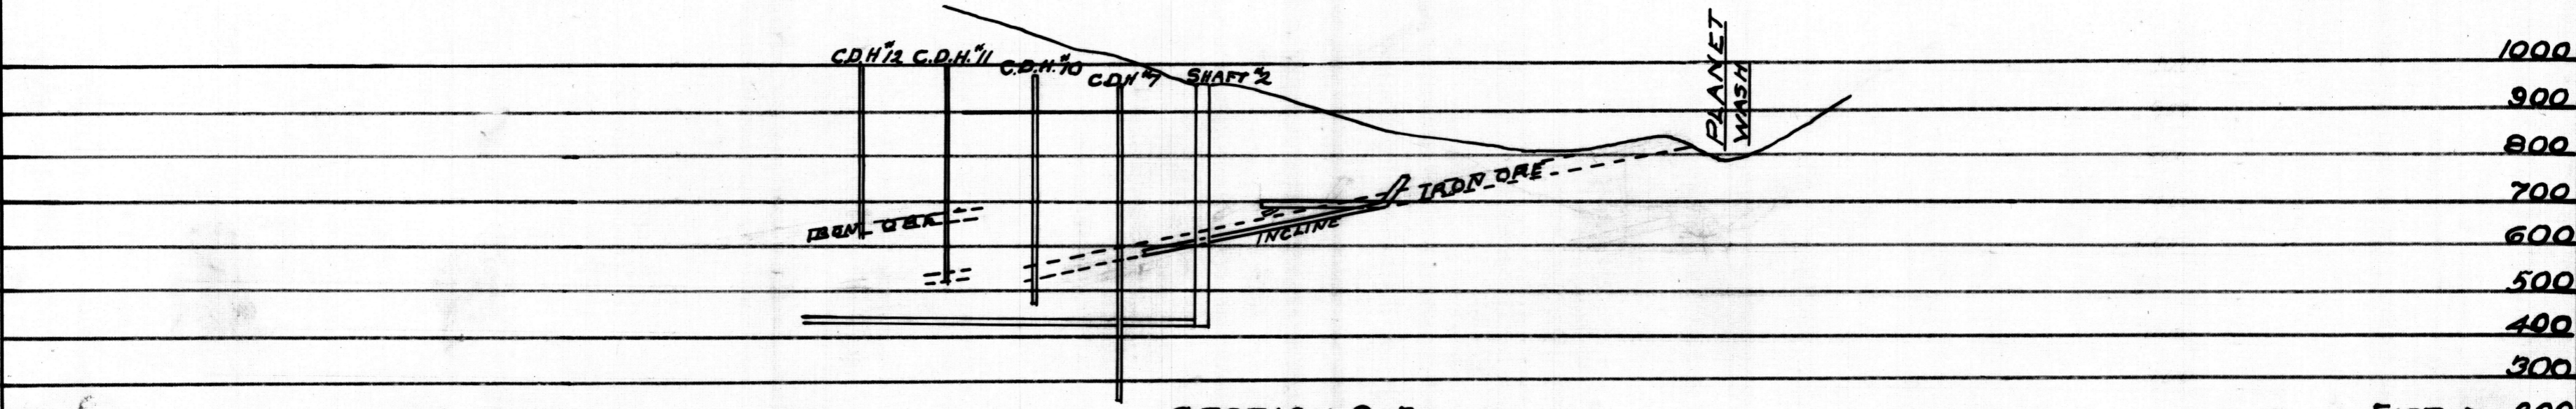 C.D.H.#12 C.D.H.#11
C.D.H.#10
C.D.H#7
SHAFT #2
PLANET
WASH
1000
900
800
700
600
500
400
300
IRON ORE
IRON ORE
INCLINE